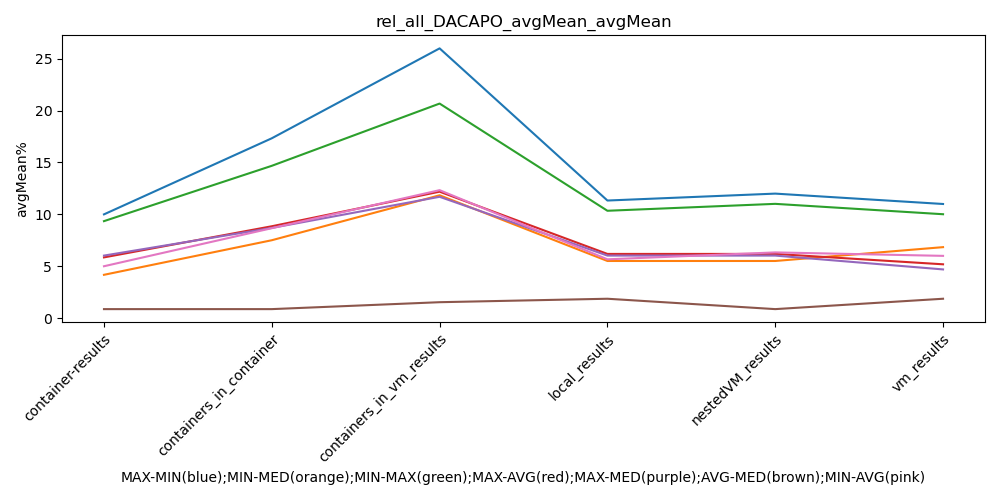 rel_all_DACAPO_avgMean_avgMean
avgMean%
25
20
15
10
5
0
container-results
containers_in_container
containers_in_vm_results
local_results
nestedVM_results
vm_results
MAX-MIN(blue);MIN-MED(orange);MIN-MAX(green);MAX-AVG(red);MAX-MED(purple);AVG-MED(brown);MIN-AVG(pink)